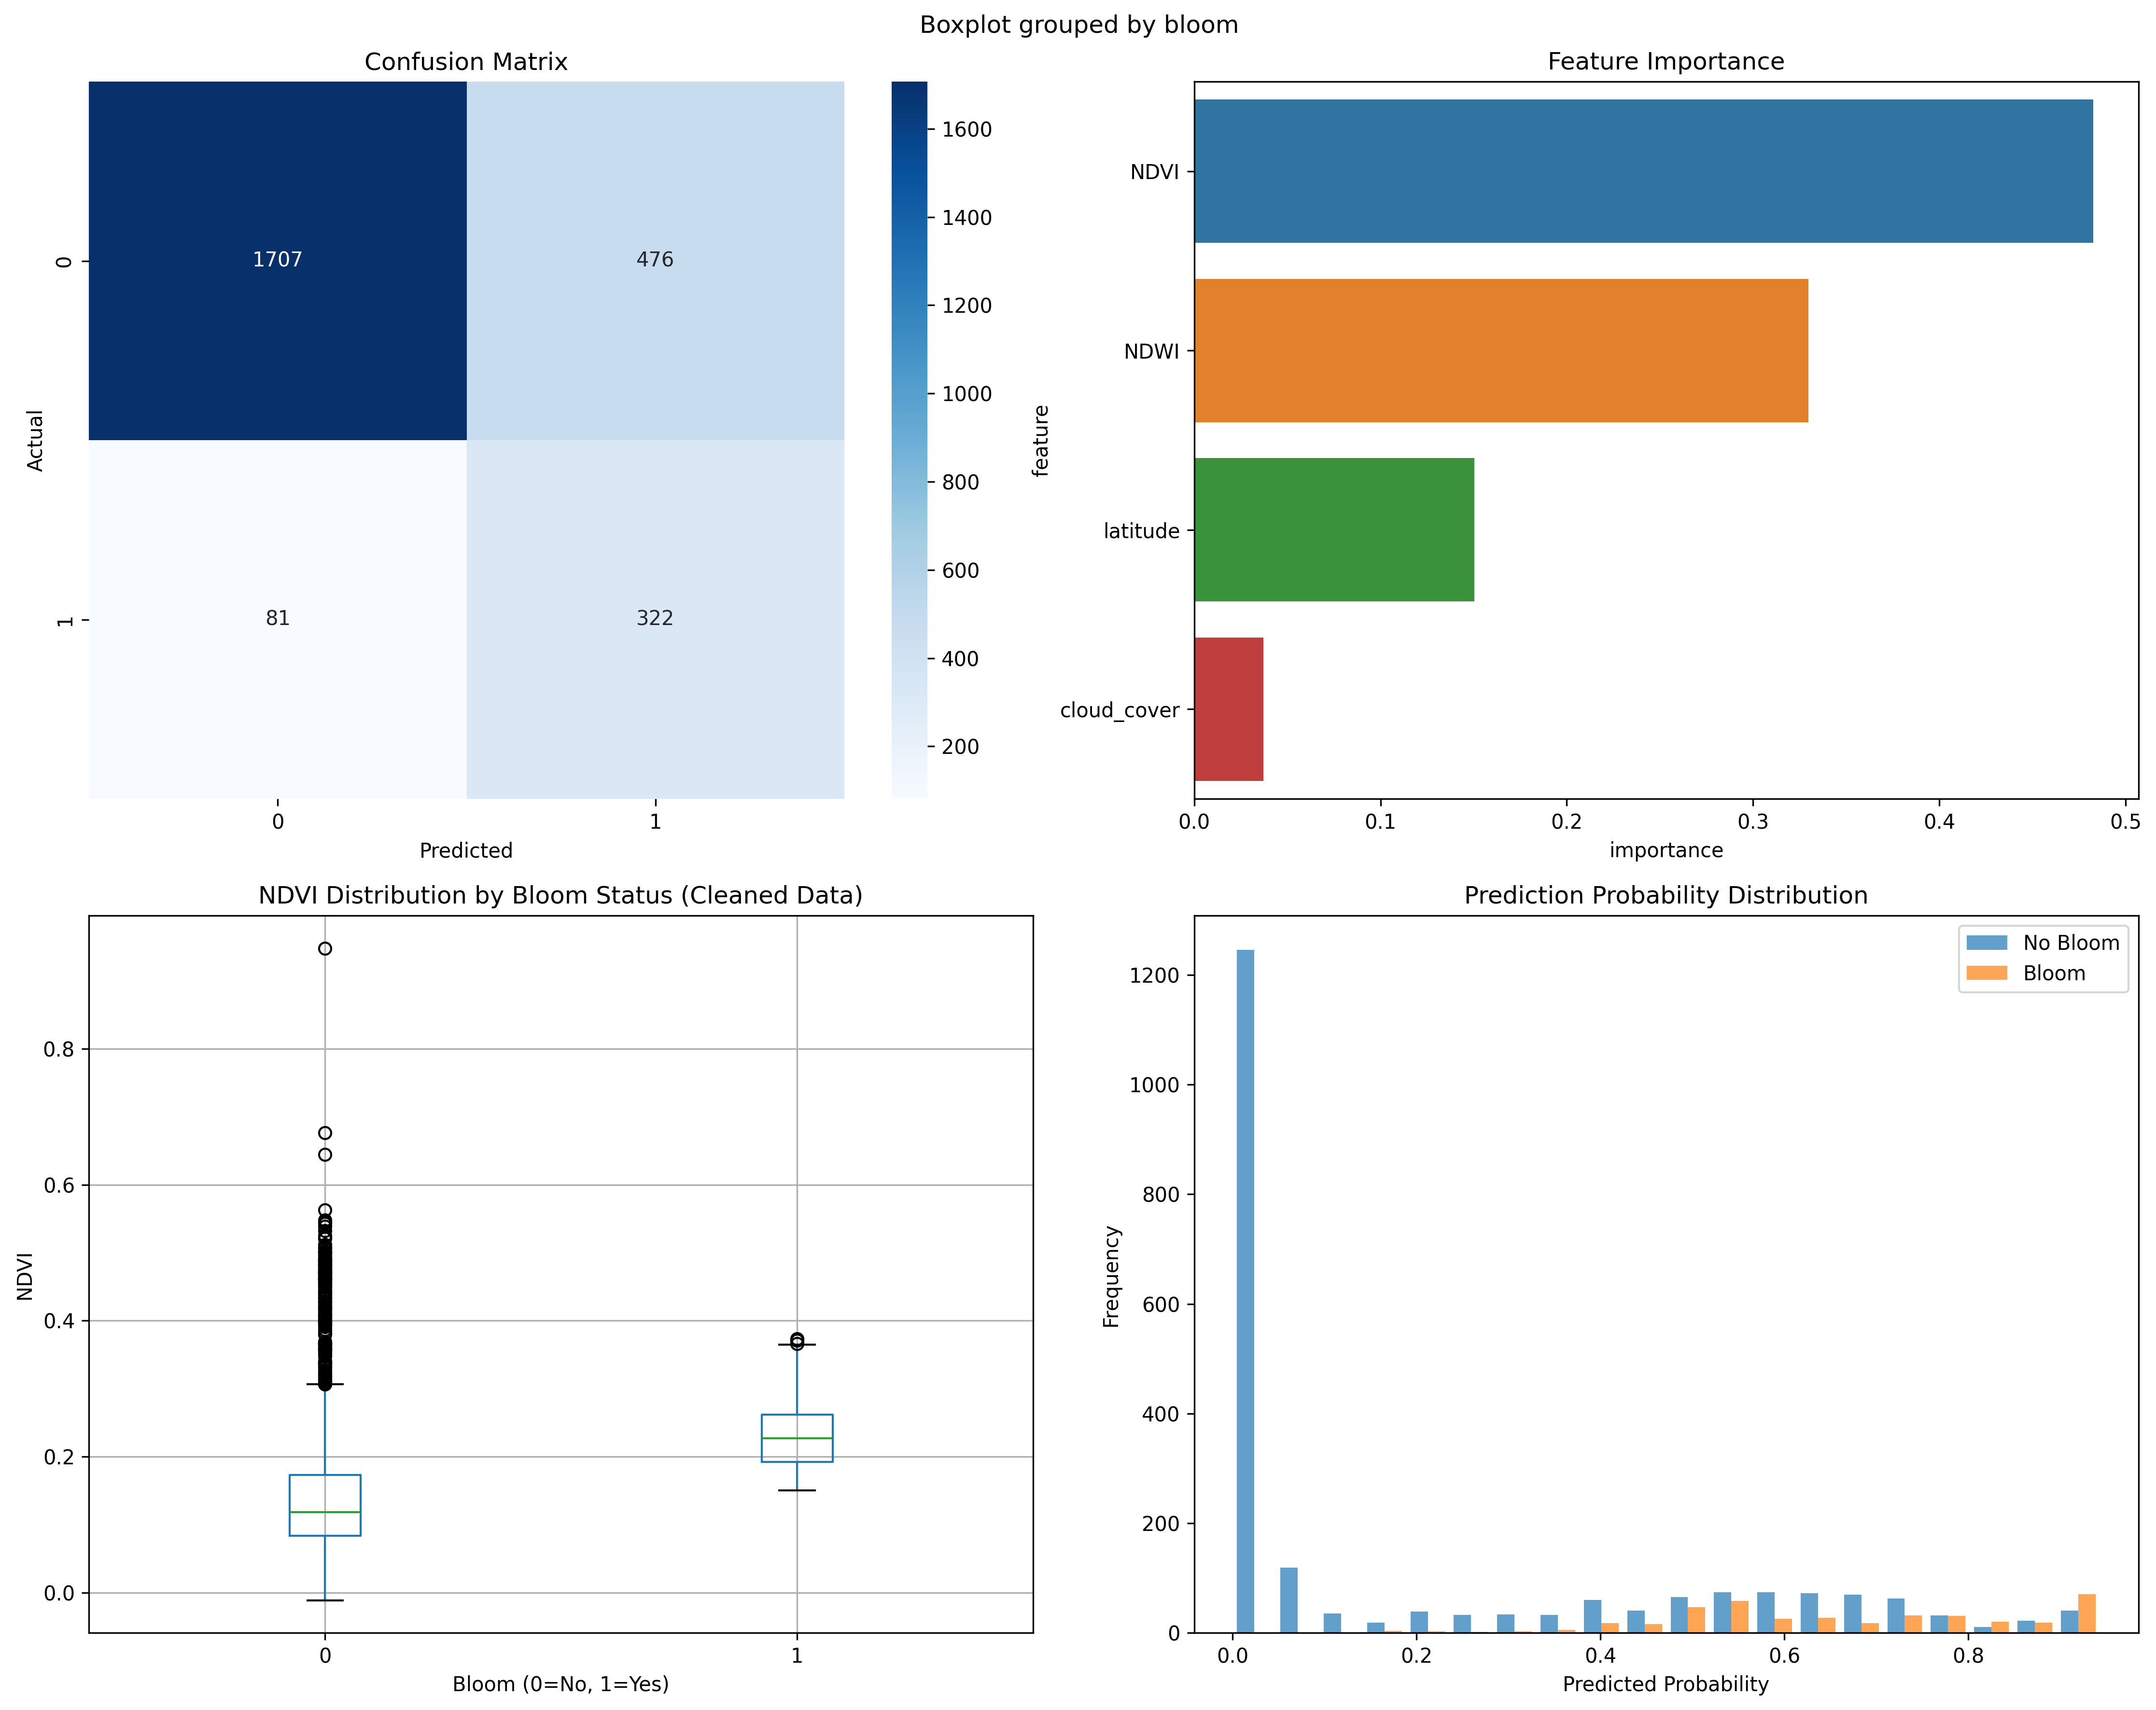 Boxplot grouped by bloom
Confusion Matrix
1707
476
81
322
0
1
Actual
0
1
Predicted
1600
1400
1200
1000
800
600
400
200
Feature Importance
NDVI
NDWI
latitude
cloud_cover
feature
0.0
0.1
0.2
0.3
0.4
0.5
importance
NDVI Distribution by Bloom Status (Cleaned Data)
0.8
0.6
0.4
0.2
0.0
NDVI
0
1
Bloom (0=No, 1=Yes)
Prediction Probability Distribution
No Bloom
Bloom
1200
1000
800
600
400
200
0
Frequency
0.0
0.2
0.4
0.6
0.8
Predicted Probability